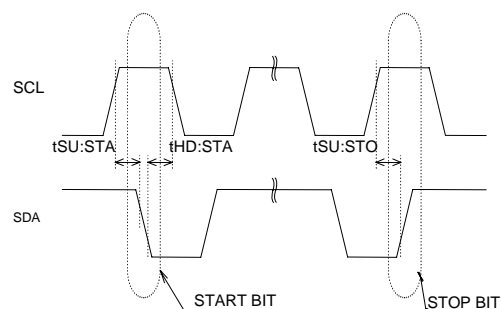 SCL
tSU:STA tHD:STA tSU:STO
SDA
START BIT STOP BIT